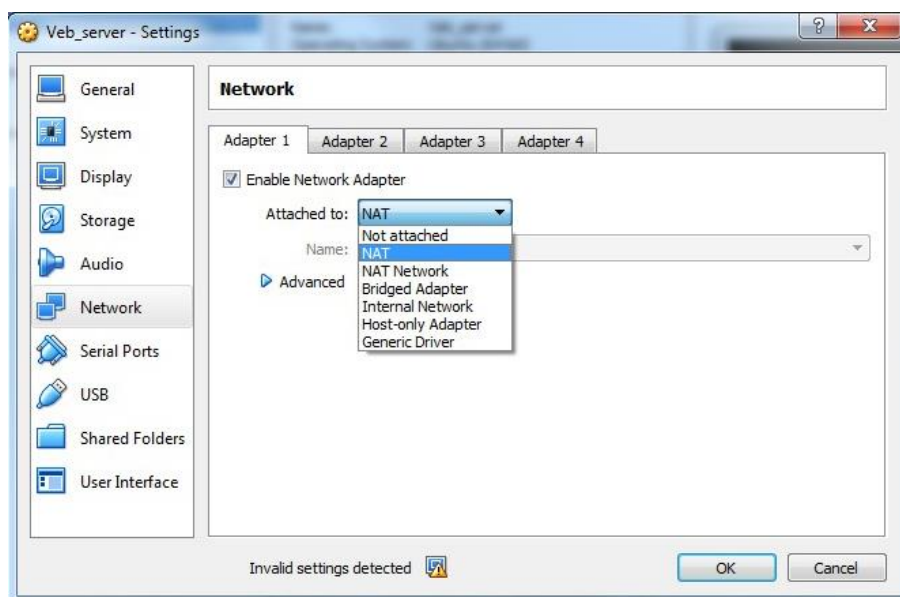 Veb_server - Settings
General
System
Display
Storage
Audio
Network
Serial Ports
USB
Shared Folders
User Interface
Network
Adapter 1 Adapter 2 Adapter 3 Adapter 4
Enable Network Adapter
Attached to: NAT
Name:
Advanced
Not attached
NAT
NAT Network
Bridged Adapter
Internal Network
Host-only Adapter
Generic Driver
Invalid settings detected
OK Cancel